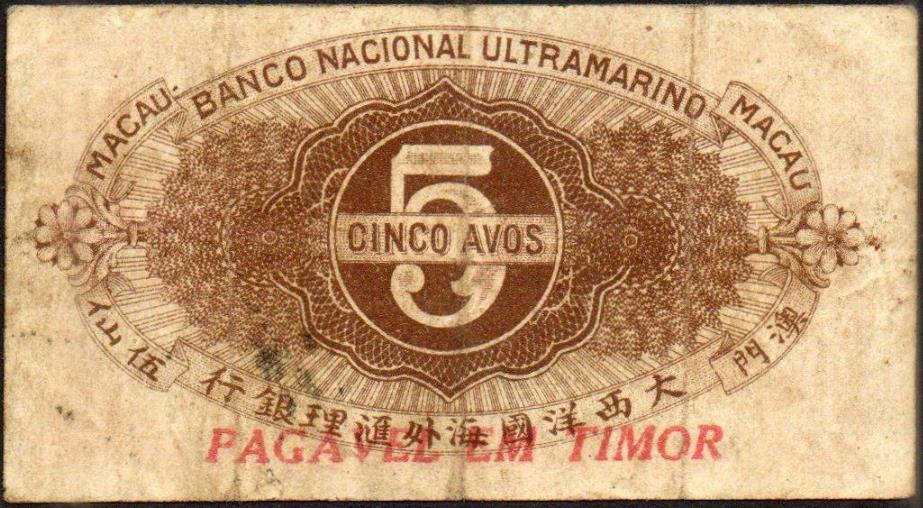 BANCO NACIONAL ULTRAMARINO
MACAU
MACAU
5
CINCO AVOS
澳門
大西洋國海外滙理銀行
伍仙
PAGAVEL EM TIMOR